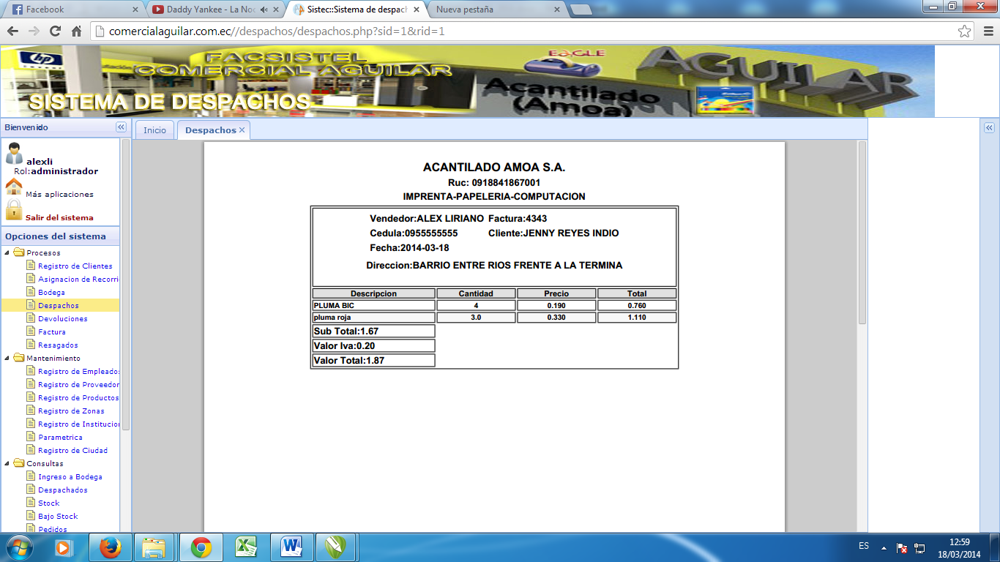 Facebook
Daddy Yankee - La Noc
Sistec::Sistema de despach
Nueva pestaña
comercialaguilar.com.ec//despachos/despachos.php?sid=1&rid=1
hp
FACSISTEL
COMERCIAL AGUILAR
SISTEMA DE DESPACHOS
EAGLE
AGUILAR
Acantilado
(Amoa)
Bienvenido
Inicio
Despachos
alexli
Rol:administrador
Más aplicaciones
Salir del sistema
Opciones del sistema
Procesos
Registro de Clientes
Asignacion de Recorri
Bodega
Despachos
Devoluciones
Factura
Resagados
Mantenimiento
Registro de Empleados
Registro de Proveedor
Registro de Productos
Registro de Zonas
Registro de Institucion
Parametrica
Registro de Ciudad
Consultas
Ingreso a Bodega
Despachados
Stock
Bajo Stock
Pedidos
ACANTILADO AMOA S.A.
Ruc: 0918841867001
IMPRENTA-PAPELERIA-COMPUTACION
Vendedor:ALEX LIRIANO Factura:4343
Cedula:0955555555 Cliente:JENNY REYES INDIO
Fecha:2014-03-18
Direccion:BARRIO ENTRE RIOS FRENTE A LA TERMINA
Descripcion Cantidad Precio Total
PLUMA BIC 4 0.190 0.760
pluma roja 3.0 0.330 1.110
Sub Total:1.67
Valor Iva:0.20
Valor Total:1.87
ES
12:59
18/03/2014